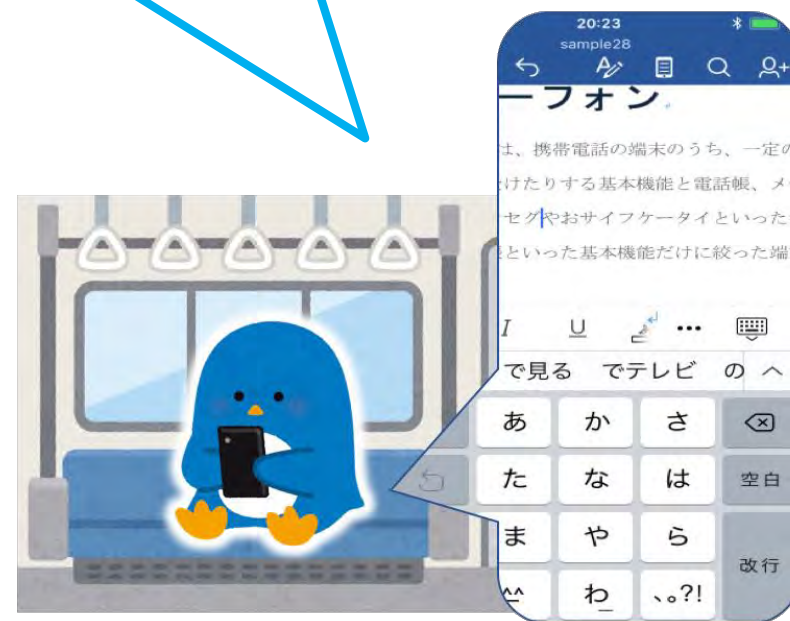 20:23
sample28
ーフォン
は、携帯電話の端末のうち、一定の
けたりする基本機能と電話帳、メ
セグやおサイフケータイといった
といった基本機能だけに絞った端
I U •••
で見る でテレビ の
あ か さ
た な は 空白
ま や ら
^^ わ 、。?! 改行